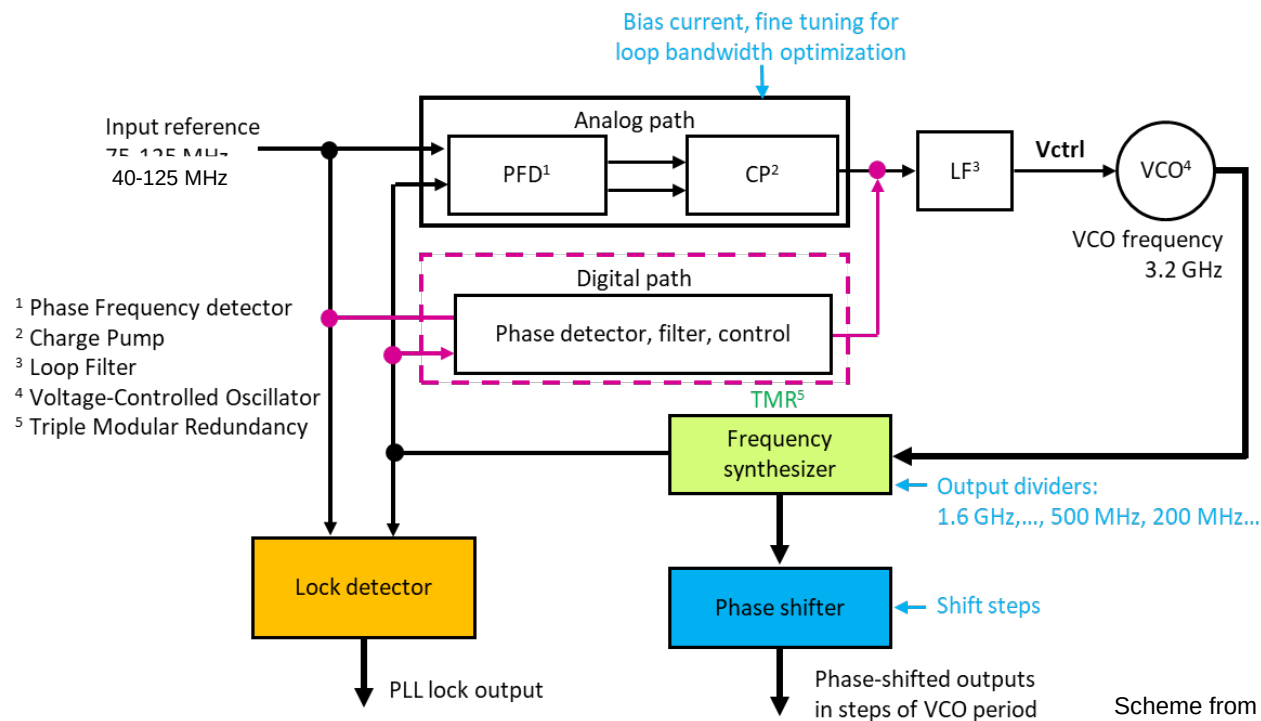 Bias current, fine tuning for
loop bandwidth optimization
Analog path
Input reference
75-125 MHz
40-125 MHz
PFD¹
CP²
LF³
Vctrl
VCO⁴
VCO frequency
3.2 GHz
Digital path
Phase detector, filter, control
¹ Phase Frequency detector
² Charge Pump
³ Loop Filter
⁴ Voltage-Controlled Oscillator
⁵ Triple Modular Redundancy
TMR⁵
Frequency
synthesizer
Output dividers:
1.6 GHz,..., 500 MHz, 200 MHz...
Lock detector
Phase shifter
Shift steps
PLL lock output
Phase-shifted outputs
in steps of VCO period
Scheme from